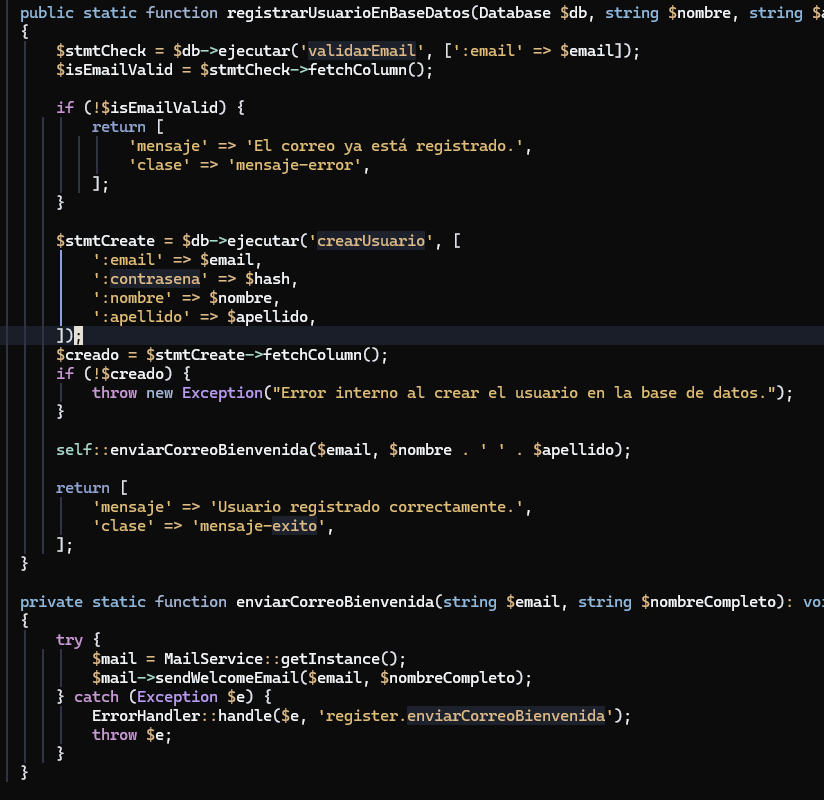 public static function registrarUsuarioEnBaseDatos(Database $db, string $nombre, string
{
    $stmtCheck = $db->ejecutar('validarEmail', [':email' => $email]);
    $isEmailValid = $stmtCheck->fetchColumn();
    if (!$isEmailValid) {
        return [
            'mensaje' => 'El correo ya está registrado.',
            'clase' => 'mensaje-error',
        ];
    }
    $stmtCreate = $db->ejecutar('crearUsuario', [
        ':email' => $email,
        ':contrasena' => $hash,
        ':nombre' => $nombre,
        ':apellido' => $apellido,
    ]);
    $creado = $stmtCreate->fetchColumn();
    if (!$creado) {
        throw new Exception("Error interno al crear el usuario en la base de datos.");
    }
    self::enviarCorreoBienvenida($email, $nombre . ' ' . $apellido);
    return [
        'mensaje' => 'Usuario registrado correctamente.',
        'clase' => 'mensaje-exito',
    ];
}
private static function enviarCorreoBienvenida(string $email, string $nombreCompleto):
{
    try {
        $mail = MailService::getInstance();
        $mail->sendWelcomeEmail($email, $nombreCompleto);
    } catch (Exception $e) {
        ErrorHandler::handle($e, 'register.enviarCorreoBienvenida');
        throw $e;
    }
}